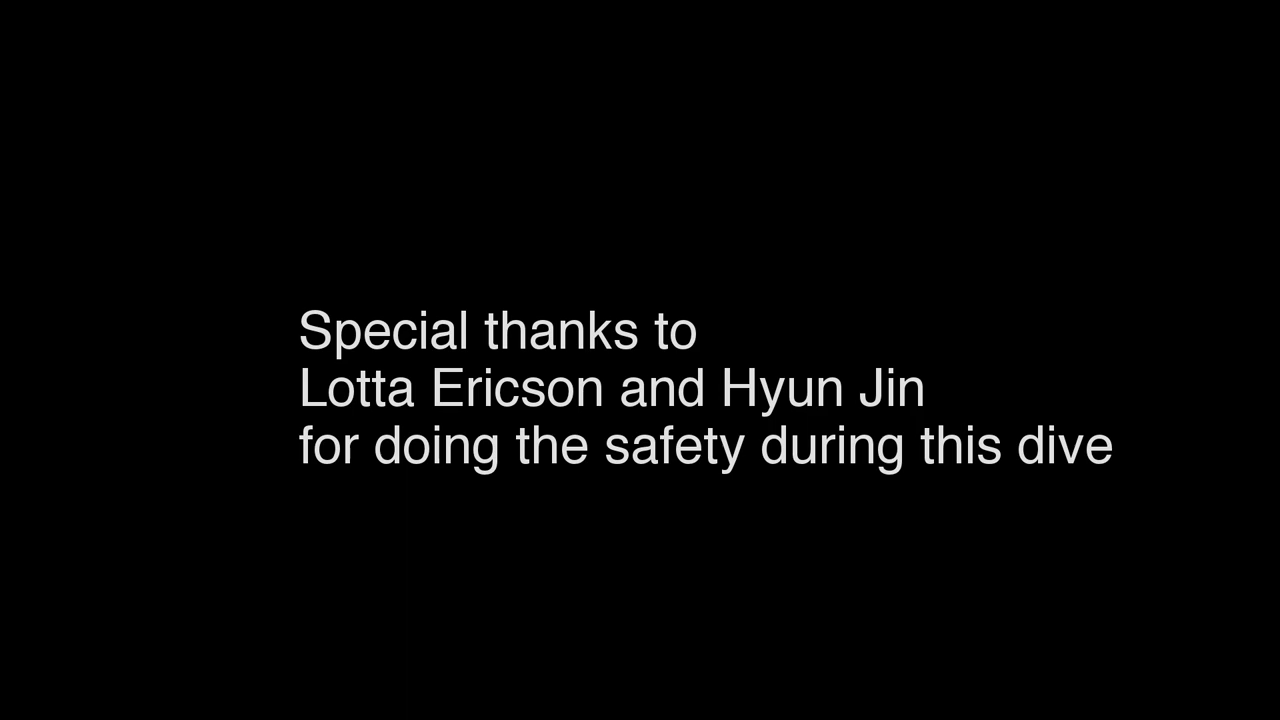 Special thanks to
Lotta Ericson and Hyun Jin
for doing the safety during this dive